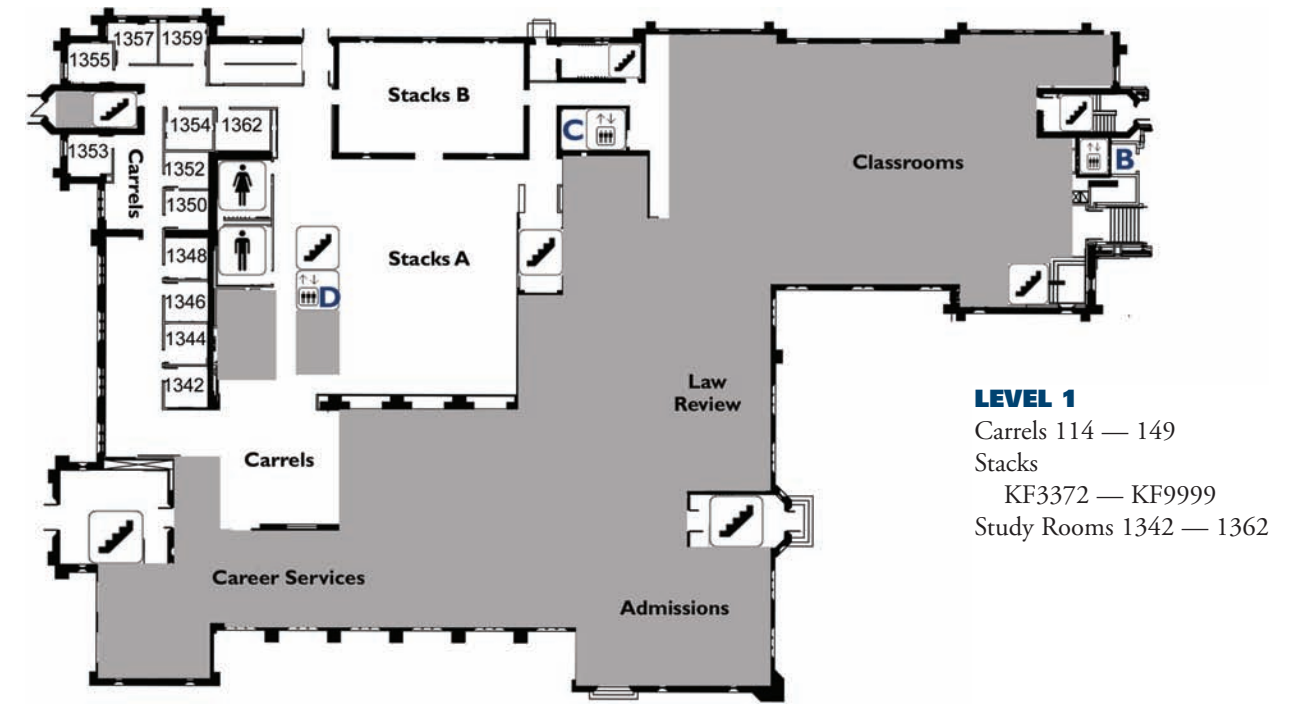 1357
1359
1355
Stacks B
1354
1362
C
Classrooms
B
1353
Carrels
1352
1350
1348
Stacks A
D
1346
1344
1342
Law
Review
LEVEL 1
Carrels 114 — 149
Stacks
KF3372 — KF9999
Study Rooms 1342 — 1362
Carrels
Career Services
Admissions